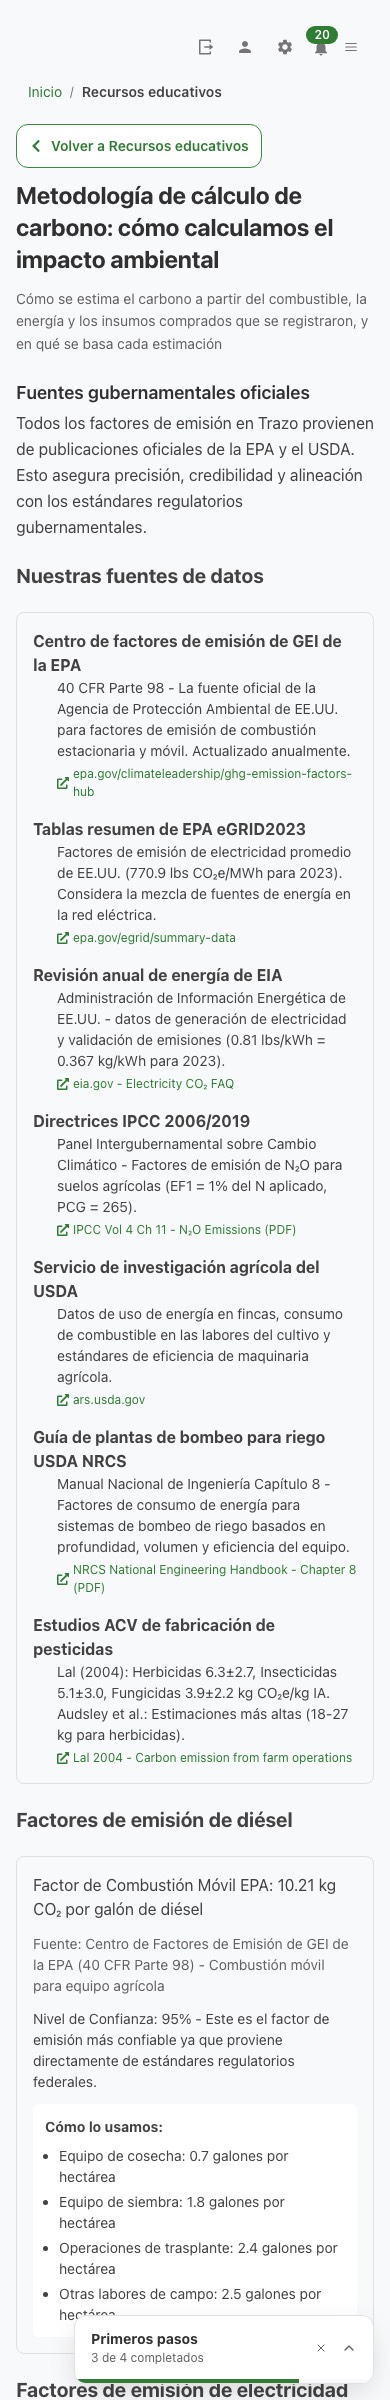 20
Inicio / Recursos educativos
Volver a Recursos educativos
Metodología de cálculo de
carbono: cómo calculamos el
impacto ambiental
Cómo se estima el carbono a partir del combustible, la
energía y los insumos comprados que se registraron, y
en qué se basa cada estimación
Fuentes gubernamentales oficiales
Todos los factores de emisión en Trazo provienen
de publicaciones oficiales de la EPA y el USDA.
Esto asegura precisión, credibilidad y alineación
con los estándares regulatorios
gubernamentales.
Nuestras fuentes de datos
Centro de factores de emisión de GEI de
la EPA
40 CFR Parte 98 - La fuente oficial de la
Agencia de Protección Ambiental de EE.UU.
para factores de emisión de combustión
estacionaria y móvil. Actualizado anualmente.
epa.gov/climateleadership/ghg-emission-factors-
hub
Tablas resumen de EPA eGRID2023
Factores de emisión de electricidad promedio
de EE.UU. (770.9 lbs CO₂e/MWh para 2023).
Considera la mezcla de fuentes de energía en
la red eléctrica.
epa.gov/egrid/summary-data
Revisión anual de energía de EIA
Administración de Información Energética de
EE.UU. - datos de generación de electricidad
y validación de emisiones (0.81 lbs/kWh =
0.367 kg/kWh para 2023).
eia.gov - Electricity CO₂ FAQ
Directrices IPCC 2006/2019
Panel Intergubernamental sobre Cambio
Climático - Factores de emisión de N₂O para
suelos agrícolas (EF1 = 1% del N aplicado,
PCG = 265).
IPCC Vol 4 Ch 11 - N₂O Emissions (PDF)
Servicio de investigación agrícola del
USDA
Datos de uso de energía en fincas, consumo
de combustible en las labores del cultivo y
estándares de eficiencia de maquinaria
agrícola.
ars.usda.gov
Guía de plantas de bombeo para riego
USDA NRCS
Manual Nacional de Ingeniería Capítulo 8 -
Factores de consumo de energía para
sistemas de bombeo de riego basados en
profundidad, volumen y eficiencia del equipo.
NRCS National Engineering Handbook - Chapter 8
(PDF)
Estudios ACV de fabricación de
pesticidas
Lal (2004): Herbicidas 6.3±2.7, Insecticidas
5.1±3.0, Fungicidas 3.9±2.2 kg CO₂e/kg IA.
Audsley et al.: Estimaciones más altas (18-27
kg para herbicidas).
Lal 2004 - Carbon emission from farm operations
Factores de emisión de diésel
Factor de Combustión Móvil EPA: 10.21 kg
CO₂ por galón de diésel
Fuente: Centro de Factores de Emisión de GEI de
la EPA (40 CFR Parte 98) - Combustión móvil
para equipo agrícola
Nivel de Confianza: 95% - Este es el factor de
emisión más confiable ya que proviene
directamente de estándares regulatorios
federales.
Cómo lo usamos:
• Equipo de cosecha: 0.7 galones por
hectárea
• Equipo de siembra: 1.8 galones por
hectárea
• Operaciones de trasplante: 2.4 galones por
hectárea
• Otras labores de campo: 2.5 galones por
hectárea
Primeros pasos
3 de 4 completados
Factores de emisión de electricidad